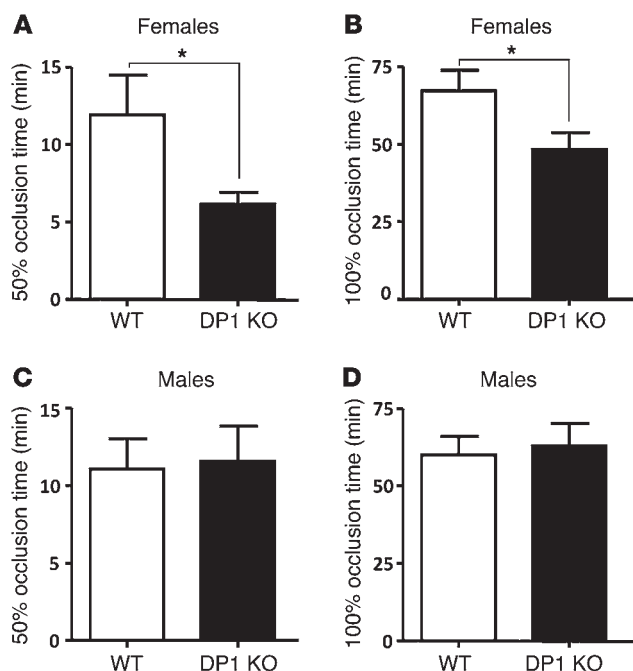 A Females
50% occlusion time (min)
15
10
5
0
*
WT DP1 KO
B Females
100% occlusion time (min)
75
50
25
0
*
WT DP1 KO
C Males
50% occlusion time (min)
15
10
5
0
WT DP1 KO
D Males
100% occlusion time (min)
75
50
25
0
WT DP1 KO